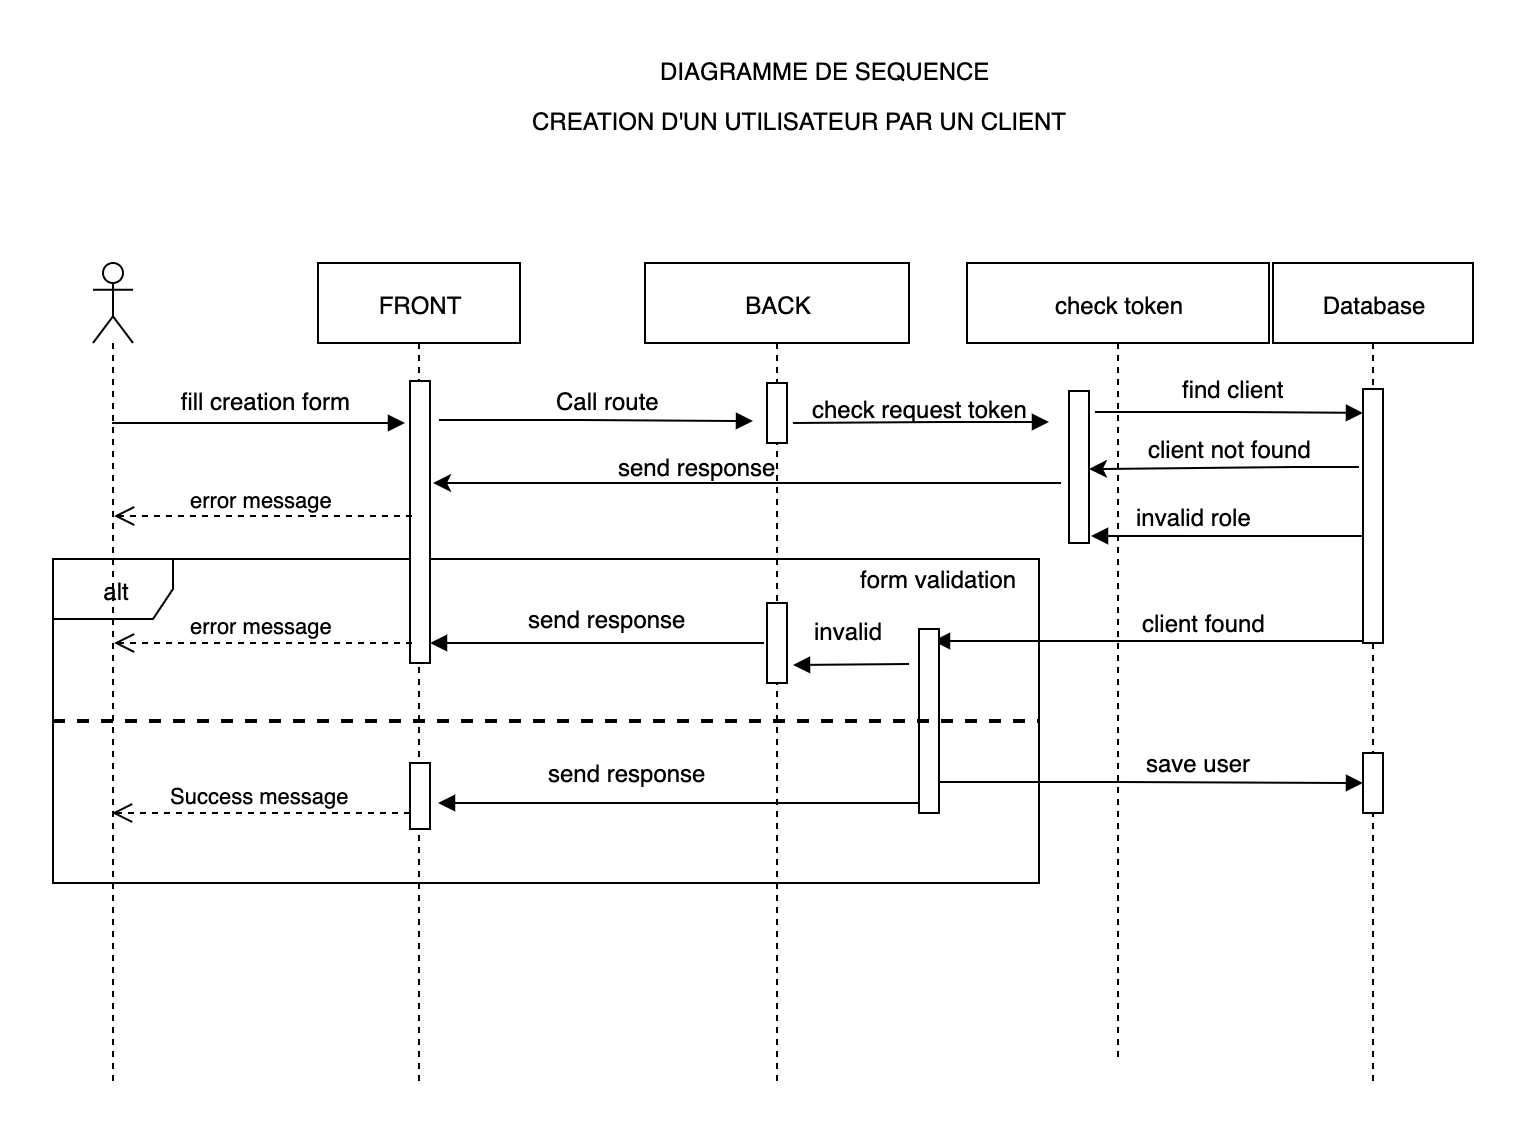 DIAGRAMME DE SEQUENCE
CREATION D'UN UTILISATEUR PAR UN CLIENT
FRONT
BACK
check token
Database
fill creation form
Call route
check request token
find client
client not found
send response
error message
invalid role
alt
form validation
error message
send response
invalid
client found
Success message
send response
save user